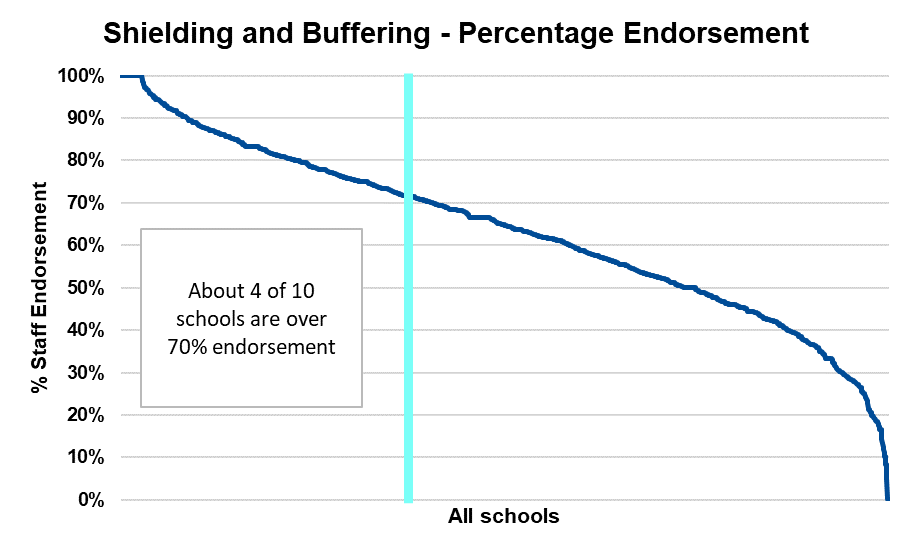 Shielding and Buffering - Percentage Endorsement
100%
90%
80%
70%
60%
50%
40%
30%
20%
10%
0%
% Staff Endorsement
About 4 of 10
schools are over
70% endorsement
All schools